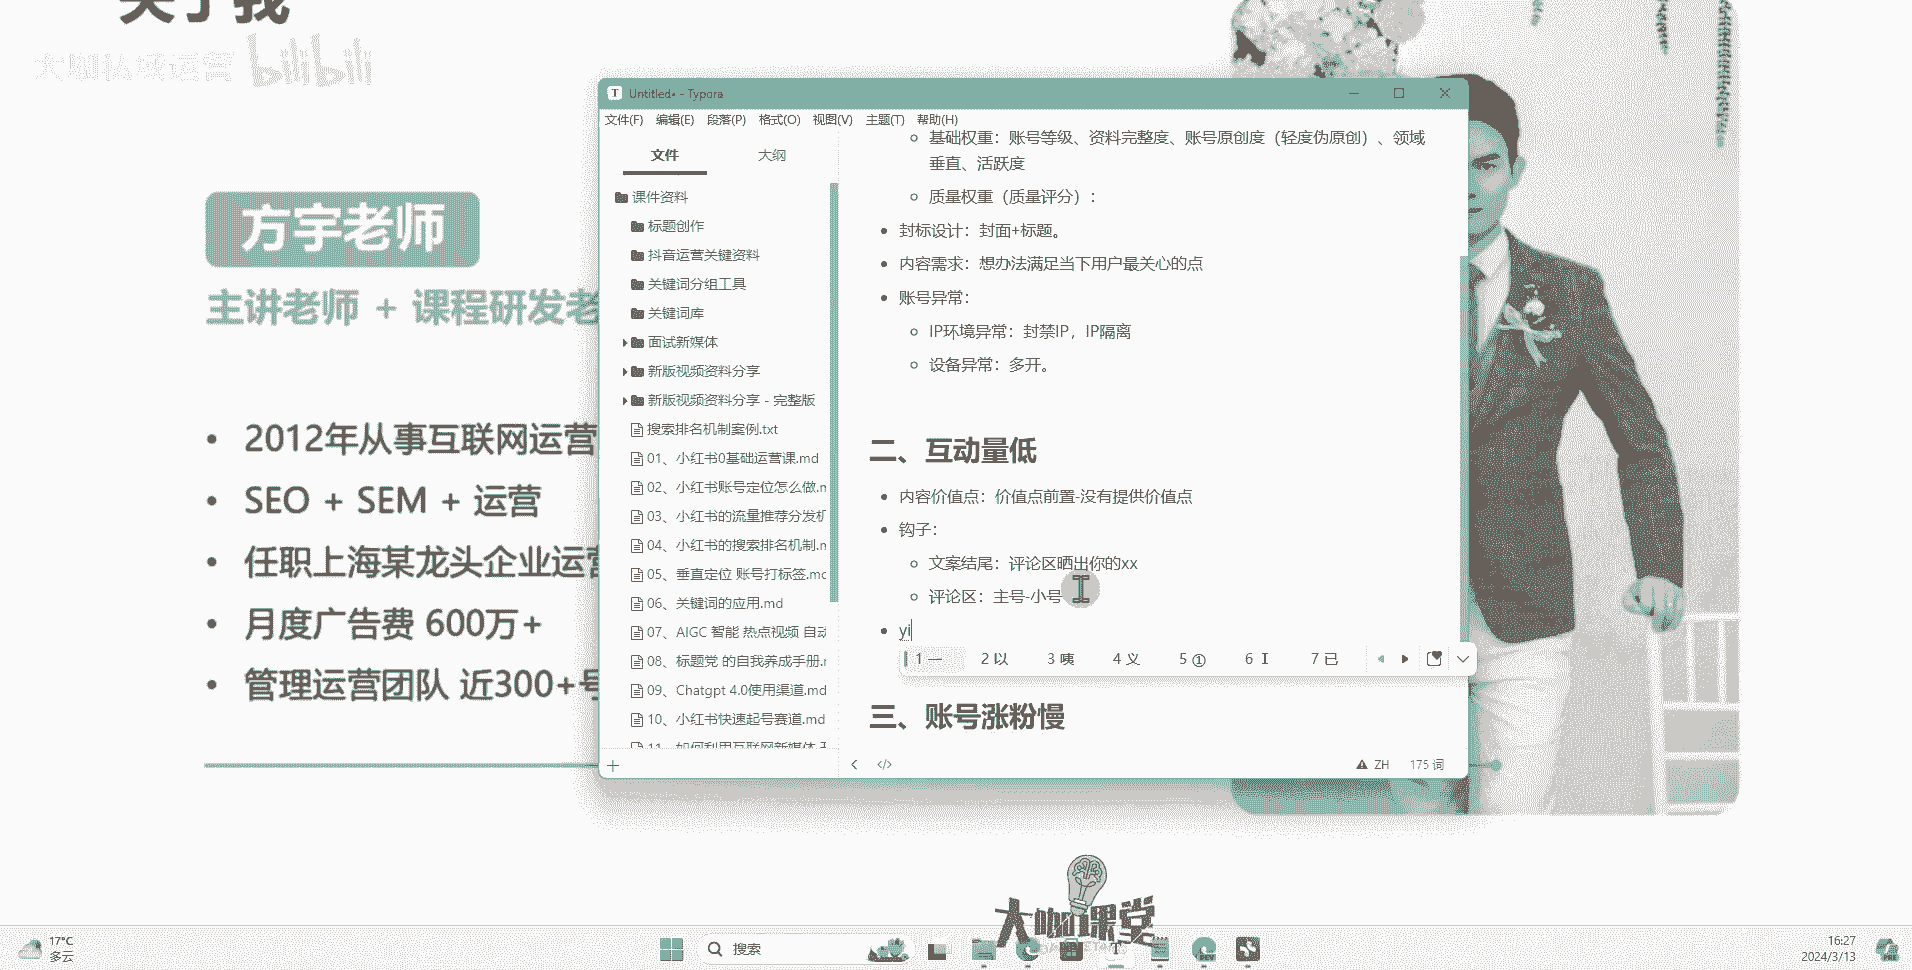 关于我
大咖私域运营 bilibili
方宇老师
主讲老师 + 课程研发老
2012年从事互联网运营
SEO + SEM + 运营
任职上海某龙头企业运营
月度广告费 600万+
管理运营团队 近300+号
T Untitled• - Typora
文件(F) 编辑(E) 段落(P) 格式(O) 视图(V) 主题(T) 帮助(H)
文件 大纲
课件资料
标题创作
抖音运营关键资料
关键词分组工具
关键词库
面试新媒体
新版视频资料分享
新版视频资料分享 - 完整版
搜索排名机制案例.txt
01、小红书0基础运营课.md
02、小红书账号定位怎么做.m
03、小红书的流量推荐分发机
04、小红书的搜索排名机制.m
05、垂直定位 账号打标签.mc
06、关键词的应用.md
07、AIGC 智能 热点视频 自动
08、标题党 的自我养成手册.r
09、Chatgpt 4.0使用渠道.md
10、小红书快速起号赛道.md
11、如何利用互联网新媒体
基础权重：账号等级、资料完整度、账号原创度（轻度伪原创）、领域
垂直、活跃度
质量权重（质量评分）：
封标设计：封面+标题。
内容需求：想办法满足当下用户最关心的点
账号异常：
IP环境异常：封禁IP，IP隔离
设备异常：多开。
二、互动量低
内容价值点：价值点前置-没有提供价值点
钩子：
文案结尾：评论区晒出你的xx
评论区：主号-小号
yi
1 一 2 以 3 咦 4 义 5 ① 6 I 7 已
三、账号涨粉慢
ZH 175 词
大咖课堂
17°C
多云
搜索
16:27
2024/3/13